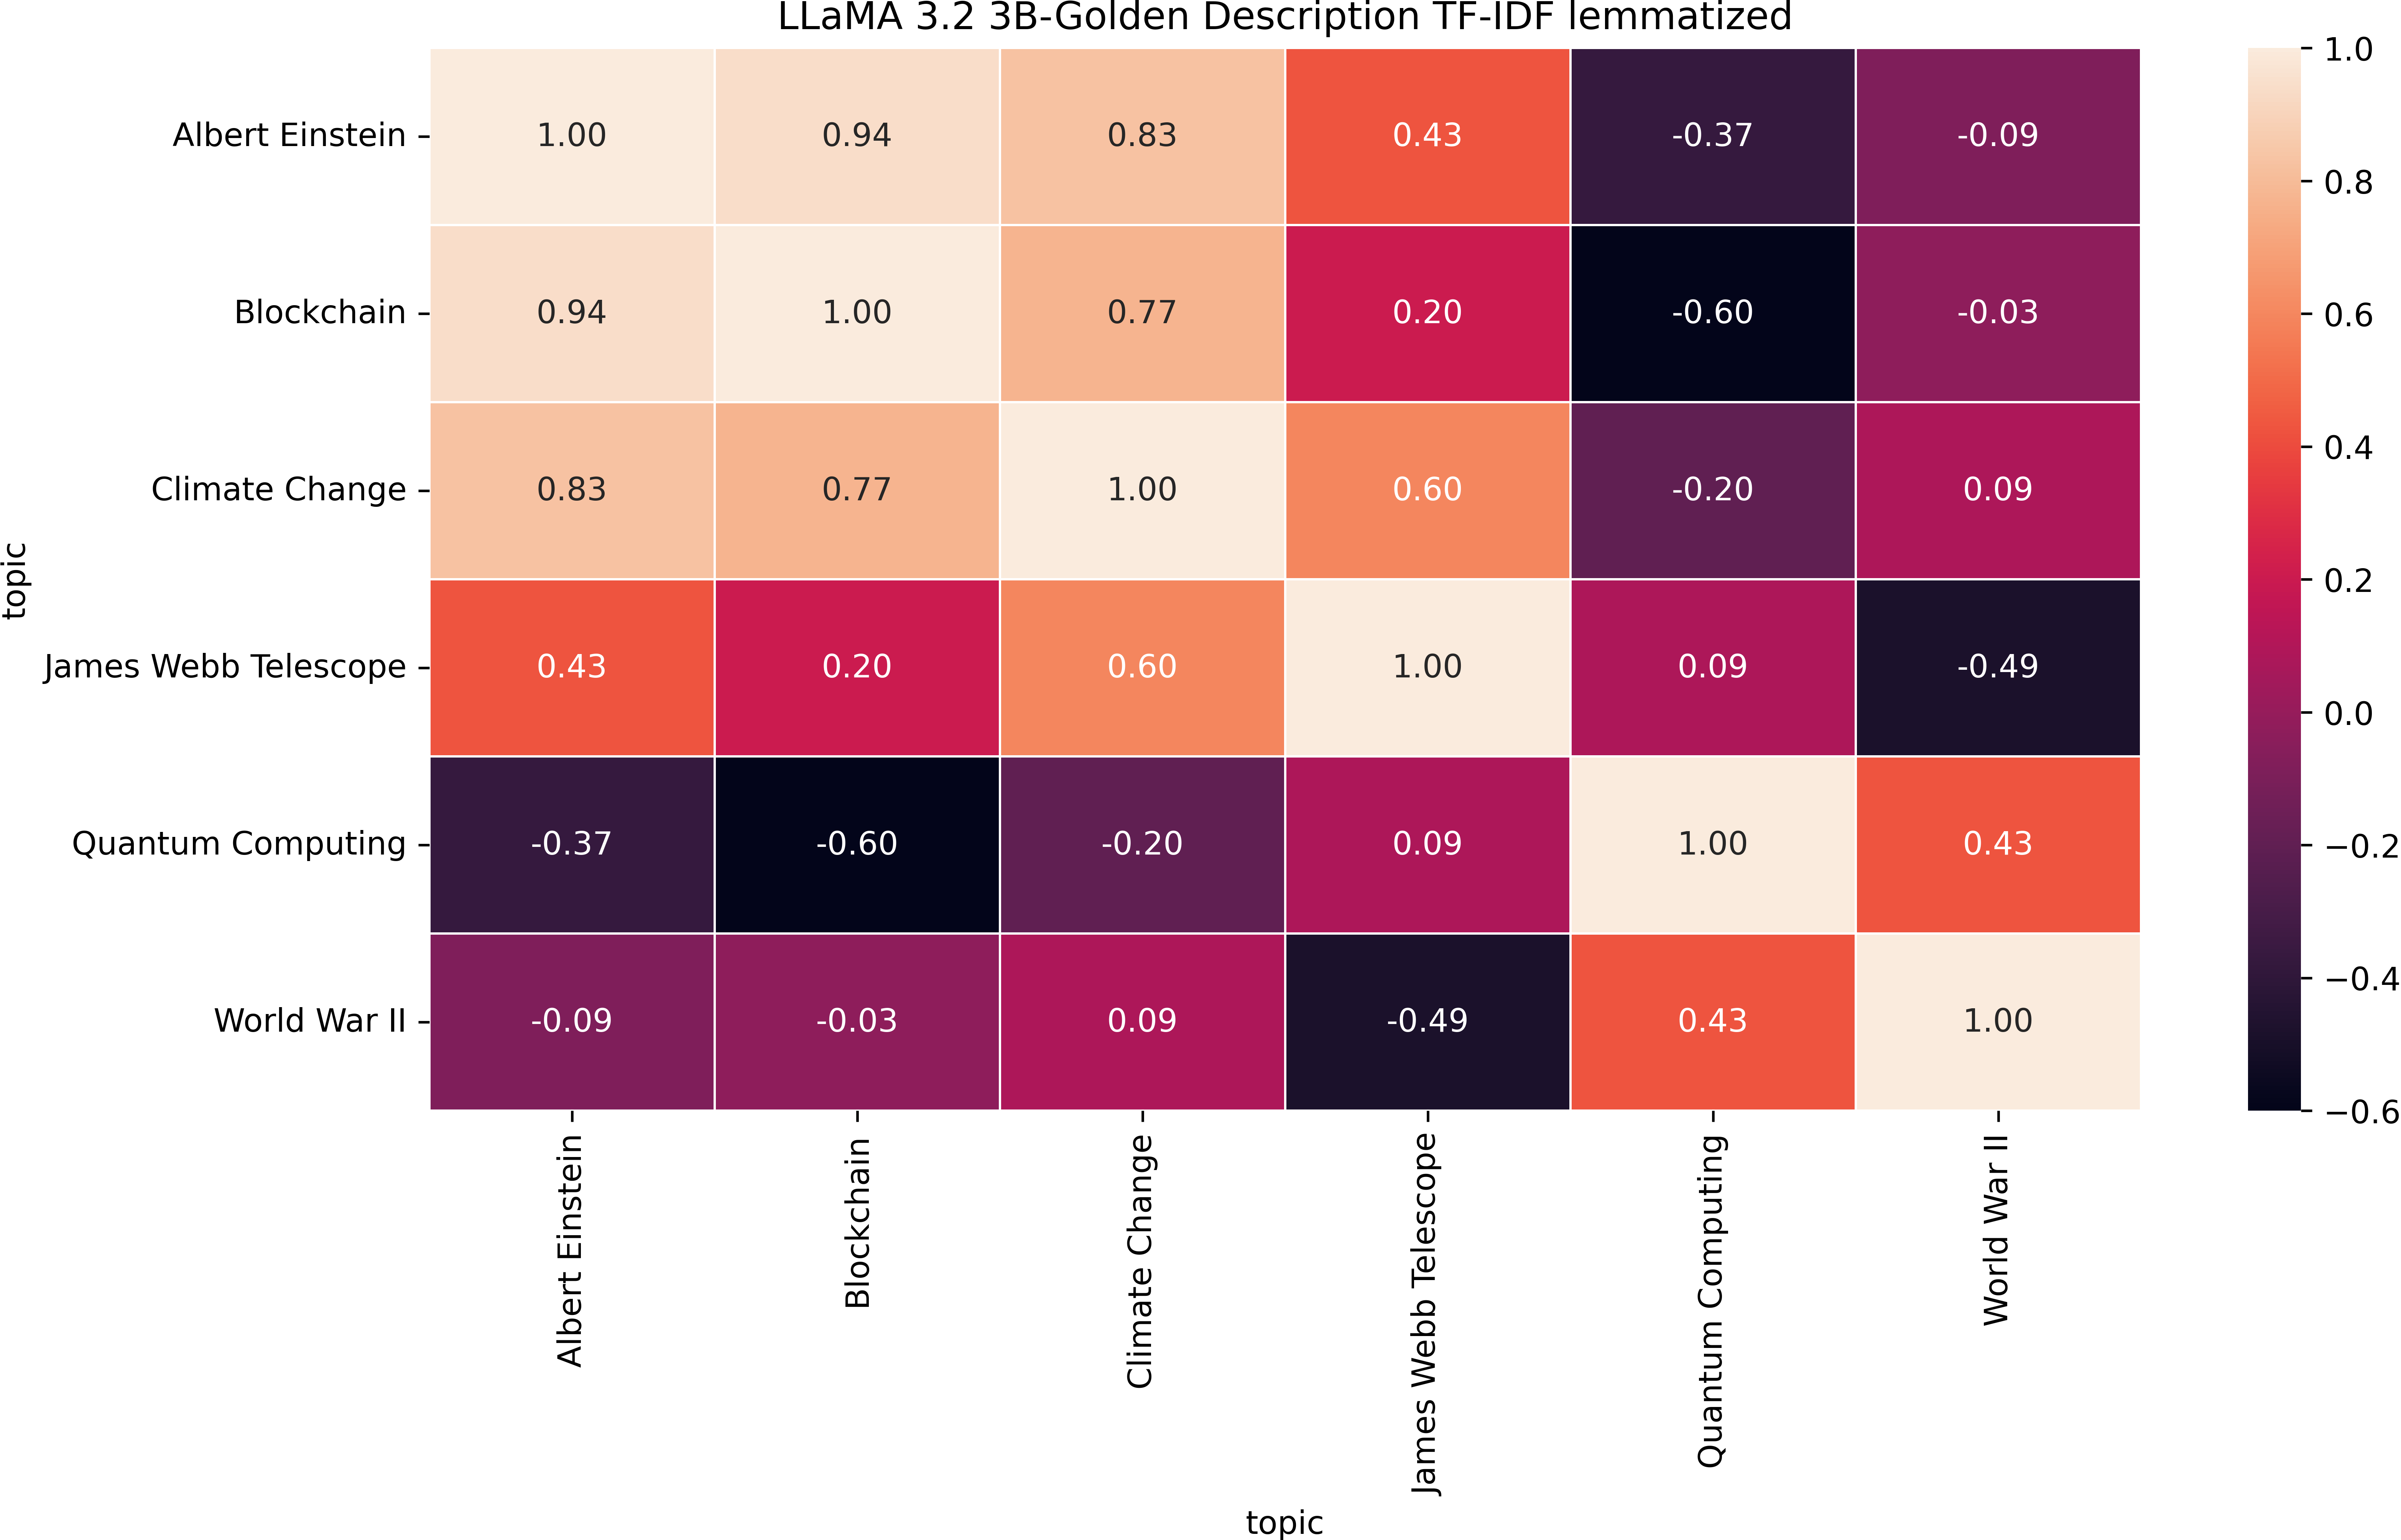 LLaMA 3.2 3B-Golden Description TF-IDF lemmatized
Albert Einstein 1.00 0.94 0.83 0.43 -0.37 -0.09
Blockchain 0.94 1.00 0.77 0.20 -0.60 -0.03
Climate Change 0.83 0.77 1.00 0.60 -0.20 0.09
James Webb Telescope 0.43 0.20 0.60 1.00 0.09 -0.49
Quantum Computing -0.37 -0.60 -0.20 0.09 1.00 0.43
World War II -0.09 -0.03 0.09 -0.49 0.43 1.00
topic
Albert Einstein
Blockchain
Climate Change
James Webb Telescope
Quantum Computing
World War II
topic
1.0
0.8
0.6
0.4
0.2
0.0
−0.2
−0.4
−0.6